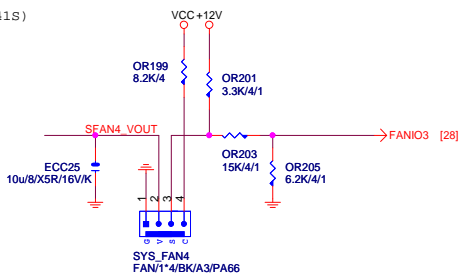 41S)
VCC +12V
OR199
8.2K/4
OR201
3.3K/4/1
SFAN4_VOUT
FANIO3 [28]
ECC25
10u/8/X5R/16V/K
OR203
15K/4/1
OR205
6.2K/4/1
1 2 3 4
G V S C
SYS_FAN4
FAN/1*4/BK/A3/PA66